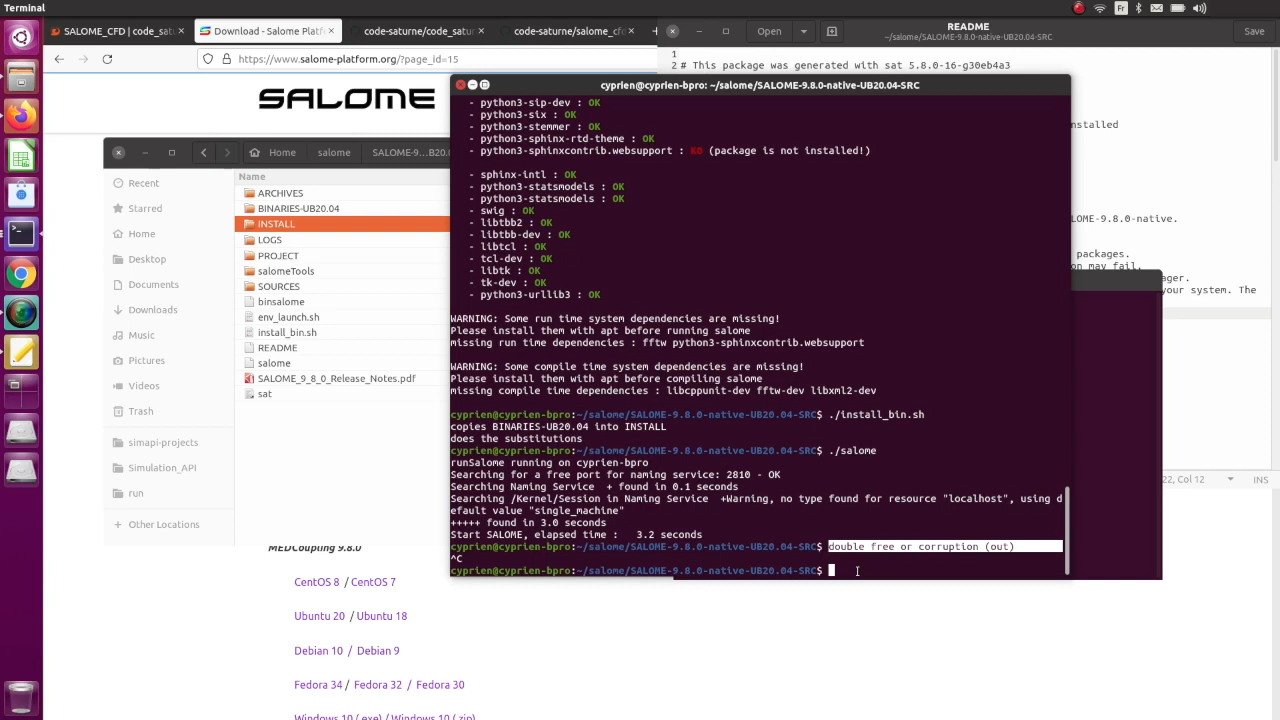 Terminal
Fr
SALOME_CFD | code_sat
Download - Salome Platf
code-saturne/code_satur
code-saturne/salome_cfd
https://www.salome-platform.org/?page_id=15
SALOME
Open
README
~/salome/SALOME-9.8.0-native-UB20.04-SRC
Save
1
2 # This package was generated with sat 5.8.0-16-g30eb4a3
nstalled
OME-9.8.0-native.
packages.
on may fail.
ager.
your system. The
22, Col 12
INS
Home
salome
SALE-9…B20.0
Recent
Starred
Home
Desktop
Documents
Downloads
Music
Pictures
Videos
Trash
simapi-projects
Simulation_API
run
Other Locations
Name
ARCHIVES
BINARIES-UB20.04
INSTALL
LOGS
PROJECT
salomeTools
SOURCES
binsalome
env_launch.sh
install_bin.sh
README
salome
SALOME_9_8_0_Release_Notes.pdf
sat
cyprien@cyprien-bpro: ~/salome/SALOME-9.8.0-native-UB20.04-SRC
- python3-sip-dev : OK
- python3-six : OK
- python3-stemmer : OK
- python3-sphinx-rtd-theme : OK
- python3-sphinxcontrib.websupport : KO (package is not installed!)
- sphinx-intl : OK
- python3-statsmodels : OK
- python3-statsmodels : OK
- swig : OK
- libtbb2 : OK
- libtbb-dev : OK
- libtcl : OK
- tcl-dev : OK
- libtk : OK
- tk-dev : OK
- python3-urllib3 : OK
WARNING: Some run time system dependencies are missing!
Please install them with apt before running salome
missing run time dependencies : fftw python3-sphinxcontrib.websupport
WARNING: Some compile time system dependencies are missing!
Please install them with apt before compiling salome
missing compile time dependencies : libcppunit-dev fftw-dev libxml2-dev
cyprien@cyprien-bpro:~/salome/SALOME-9.8.0-native-UB20.04-SRC$ ./install_bin.sh
copies BINARIES-UB20.04 into INSTALL
does the substitutions
cyprien@cyprien-bpro:~/salome/SALOME-9.8.0-native-UB20.04-SRC$ ./salome
runSalome running on cyprien-bpro
Searching for a free port for naming service: 2810 - OK
Searching Naming Service  + found in 0.1 seconds
Searching /Kernel/Session in Naming Service  +Warning, no type found for resource "localhost", using d
efault value "single_machine"
+++++ found in 3.0 seconds
Start SALOME, elapsed time :   3.2 seconds
cyprien@cyprien-bpro:~/salome/SALOME-9.8.0-native-UB20.04-SRC$ double free or corruption (out)
^C
cyprien@cyprien-bpro:~/salome/SALOME-9.8.0-native-UB20.04-SRC$
MEDCoupling 9.8.0
CentOS 8 / CentOS 7
Ubuntu 20 / Ubuntu 18
Debian 10 / Debian 9
Fedora 34 / Fedora 32 / Fedora 30
Windows 10 (.exe) / Windows 10 (.zip)